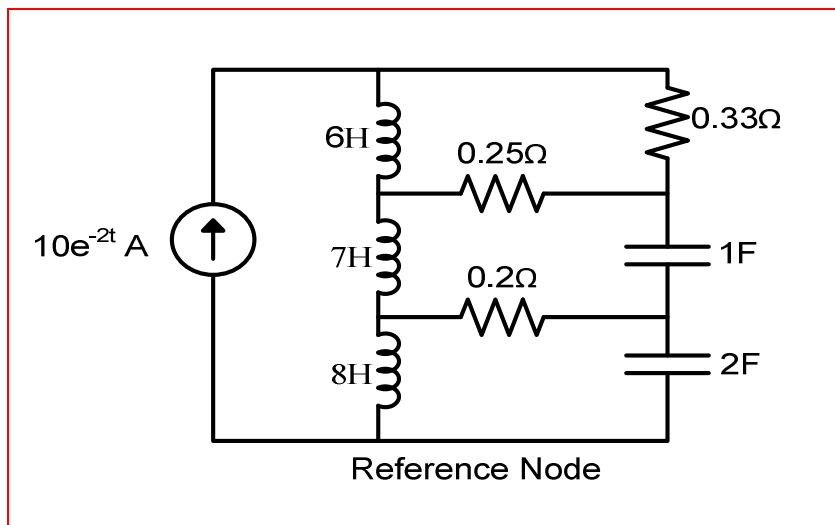 6H
0.33Ω
0.25Ω
10e⁻²ᵗ A
7H
1F
0.2Ω
8H
2F
Reference Node